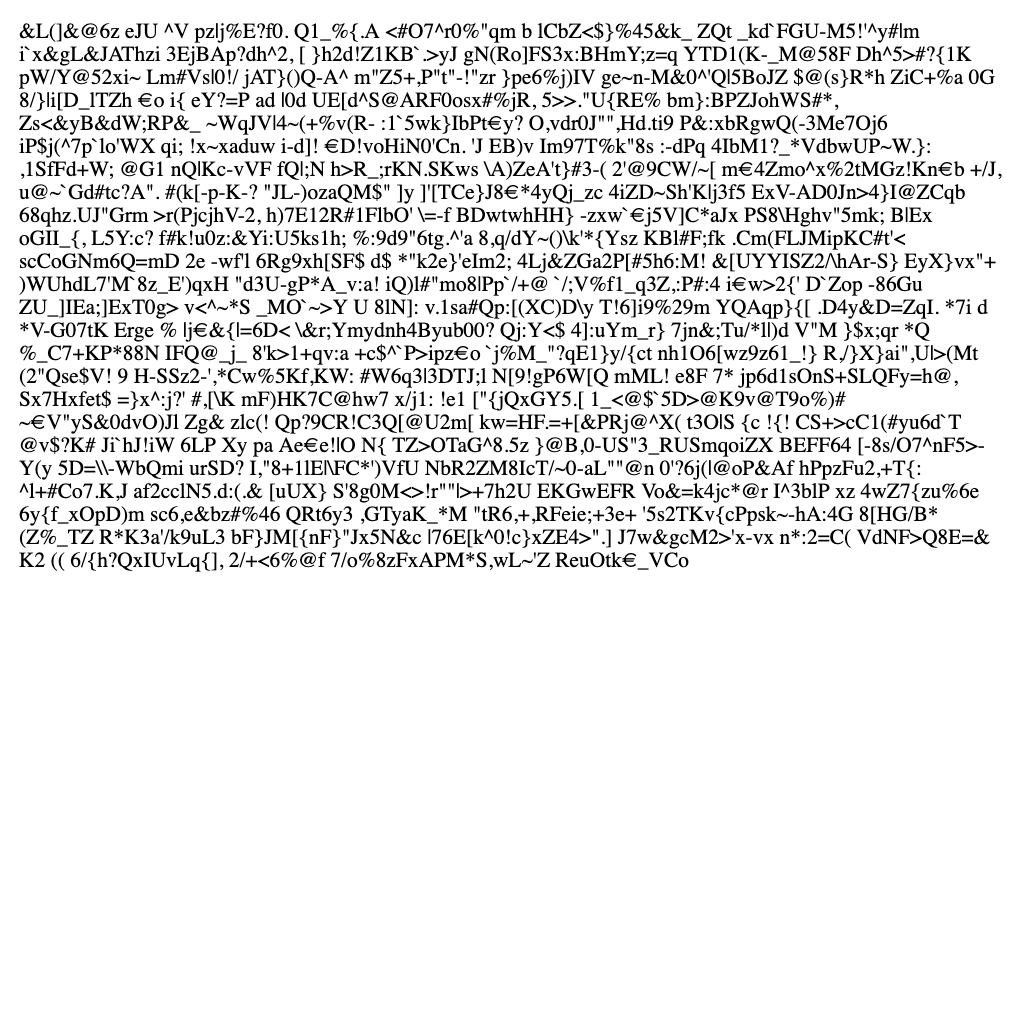 &L(]&@6z eJU ^V pz|j%E?f0. Q1_%{.A <#O7^r0%"qm b lCbZ<$}%45&k_ ZQt _kd`FGU-M5!'^y#lm
i`x&gL&JAThzi 3EjBAp?dh^2, [ }h2d!Z1KB`.>yJ gN(Ro]FS3x:BHmY;z=q YTD1(K-_M@58F Dh^5>#?{1K
pW/Y@52xi~ Lm#Vs|0!/ jAT}()Q-A^ m"Z5+,P"t"-!"zr }pe6%j)IV ge~n-M&0^'Q|5BoJZ $@(s}R*h ZiC+%a 0G
8/}|i[D_lTZh €o i{ eY?=P ad |0d UE[d^S@ARF0osx#%jR, 5>>."U{RE% bm}:BPZJohWS#*,
Zs<&yB&dW;RP&_ ~WqJV|4~(+%v(R- :1`5wk}IbPt€y? O,vdr0J"",Hd.ti9 P&:xbRgwQ(-3Me7Oj6
iP$j(^7p`lo'WX qi; !x~xaduw i-d]! €D!voHiN0'Cn. 'J EB)v Im97T%k"8s :-dPq 4IbM1?_*VdbwUP~W.}:
,1SfFd+W; @G1 nQ|Kc-vVF fQ|;N h>R_;rKN.SKws \A)ZeA't}#3-( 2'@9CW/~[ m€4Zmo^x%2tMGz!Kn€b +/J,
u@~`Gd#tc?A". #(k[-p-K-? "JL-)ozaQM$" ]y ]'[TCe}J8€*4yQj_zc 4iZD~Sh'K|j3f5 ExV-AD0Jn>4}I@ZCqb
68qhz.UJ"Grm >r(PjcjhV-2, h)7E12R#1FlbO' \=-f BDwtwhHH} -zxw`€j5V]C*aJx PS8\Hghv"5mk; B|Ex
oGII_{, L5Y:c? f#k!u0z:&Yi:U5ks1h; %:9d9"6tg.^'a 8,q/dY~()\k'*{Ysz KBl#F;fk .Cm(FLJMipKC#t'<
scCoGNm6Q=mD 2e -wf'l 6Rg9xh[SF$ d$ *"k2e}'eIm2; 4Lj&ZGa2P[#5h6:M! &[UYYISZ2/\hAr-S} EyX}vx"+
)WUhdL7'M`8z_E')qxH "d3U-gP*A_v:a! iQ)l#"mo8lPp`/+@ `/;V%f1_q3Z,:P#:4 i€w>2{' D`Zop -86Gu
ZU_]IEa;]ExT0g> v<^~*S _MO`~>Y U 8lN]: v.1sa#Qp:[(XC)D\y T!6]i9%29m YQAqp}{[ .D4y&D=ZqI. *7i d
*V-G07tK Erge % |j€&{|=6D< \&r;Ymydnh4Byub00? Qj:Y<$ 4]:uYm_r} 7jn&;Tu/*1l)d V"M }$x;qr *Q
%_C7+KP*88N IFQ@_j_ 8'k>1+qv:a +c$^`P>ipz€o `j%M_"?qE1}y/{ct nh1O6[wz9z61_!} R,/}X}ai",U|>(Mt
(2"Qse$V! 9 H-SSz2-',*Cw%5Kf,KW: #W6q3|3DTJ;l N[9!gP6W[Q mML! e8F 7* jp6d1sOnS+SLQFy=h@,
Sx7Hxfet$ =}x^:j?' #,[\K mF)HK7C@hw7 x/j1: !e1 ["{jQxGY5.[ 1_<@$`5D>@K9v@T9o%)#
~€V"yS&0dvO)Jl Zg& zlc(! Qp?9CR!C3Q[@U2m[ kw=HF.=+[&PRj@^X( t3O|S {c !{! CS+>cC1(#yu6d`T
@v$?K# Ji`hJ!iW 6LP Xy pa Ae€e!|O N{ TZ>OTaG^8.5z }@B,0-US"3_RUSmqoiZX BEFF64 [-8s/O7^nF5>-
Y(y 5D=\\-WbQmi urSD? I,"8+1lE|\FC*')VfU NbR2ZM8IcT/~0-aL""@n 0'?6j(|@oP&Af hPpzFu2,+T{:
^l+#Co7.K,J af2cclN5.d:(.& [uUX} S'8g0M<>!r""|>+7h2U EKGwEFR Vo&=k4jc*@r I^3blP xz 4wZ7{zu%6e
6y{f_xOpD)m sc6,e&bz#%46 QRt6y3 ,GTyaK_*M "tR6,+,RFeie;+3e+ '5s2TKv{cPpsk~-hA:4G 8[HG/B*
(Z%_TZ R*K3a'/k9uL3 bF}JM[{nF}"Jx5N&c |76E[k^0!c}xZE4>".] J7w&gcM2>'x-vx n*:2=C( VdNF>Q8E=&
K2 (( 6/{h?QxIUvLq{], 2/+<6%@f 7/o%8zFxAPM*S,wL~'Z ReuOtk€_VCo